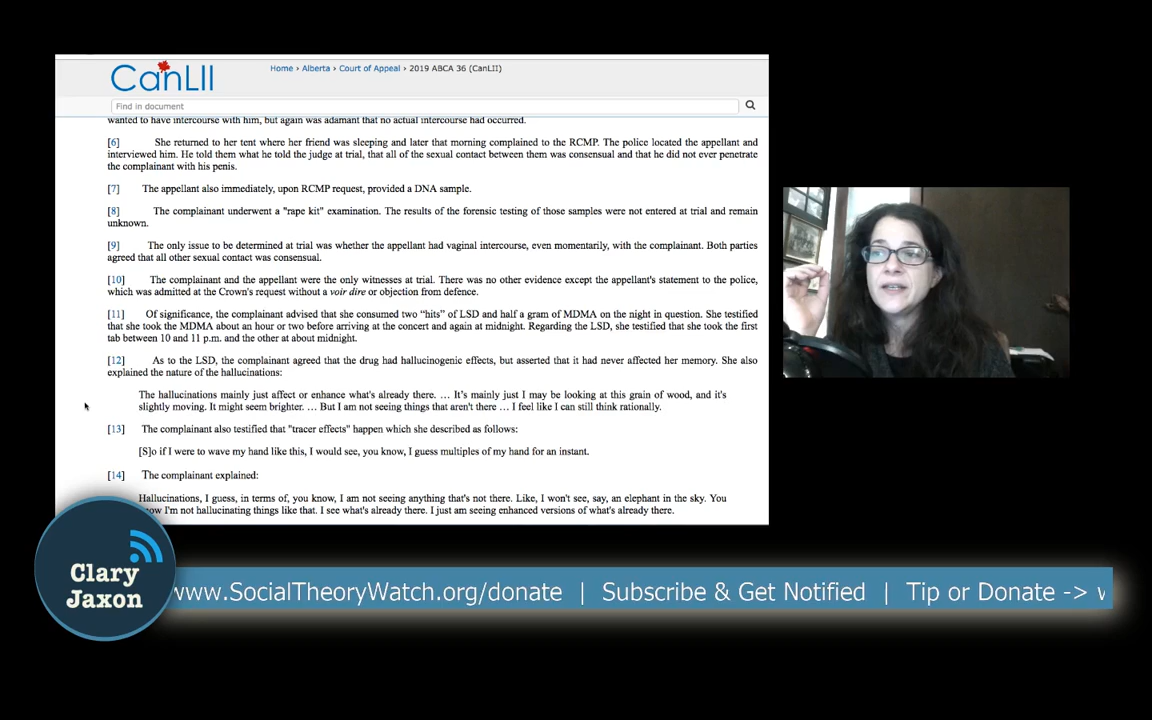 CanLII
Home › Alberta › Court of Appeal › 2019 ABCA 36 (CanLII)
Find in document
wanted to have intercourse with him, but again was adamant that no actual intercourse had occurred.
[6] She returned to her tent where her friend was sleeping and later that morning complained to the RCMP. The police located the appellant and
interviewed him. He told them what he told the judge at trial, that all of the sexual contact between them was consensual and that he did not ever penetrate
the complainant with his penis.
[7] The appellant also immediately, upon RCMP request, provided a DNA sample.
[8] The complainant underwent a "rape kit" examination. The results of the forensic testing of those samples were not entered at trial and remain
unknown.
[9] The only issue to be determined at trial was whether the appellant had vaginal intercourse, even momentarily, with the complainant. Both parties
agreed that all other sexual contact was consensual.
[10] The complainant and the appellant were the only witnesses at trial. There was no other evidence except the appellant's statement to the police,
which was admitted at the Crown's request without a voir dire or objection from defence.
[11] Of significance, the complainant advised that she consumed two “hits” of LSD and half a gram of MDMA on the night in question. She testified
that she took the MDMA about an hour or two before arriving at the concert and again at midnight. Regarding the LSD, she testified that she took the first
tab between 10 and 11 p.m. and the other at about midnight.
[12] As to the LSD, the complainant agreed that the drug had hallucinogenic effects, but asserted that it had never affected her memory. She also
explained the nature of the hallucinations:
The hallucinations mainly just affect or enhance what's already there. … It's mainly just I may be looking at this grain of wood, and it's
slightly moving. It might seem brighter. … But I am not seeing things that aren't there … I feel like I can still think rationally.
[13] The complainant also testified that "tracer effects" happen which she described as follows:
[S]o if I were to wave my hand like this, I would see, you know, I guess multiples of my hand for an instant.
[14] The complainant explained:
Hallucinations, I guess, in terms of, you know, I am not seeing anything that's not there. Like, I won't see, say, an elephant in the sky. You
I'm not hallucinating things like that. I see what's already there. I just am seeing enhanced versions of what's already there.
Clary
Jaxon
www.SocialTheoryWatch.org/donate | Subscribe & Get Notified | Tip or Donate ->